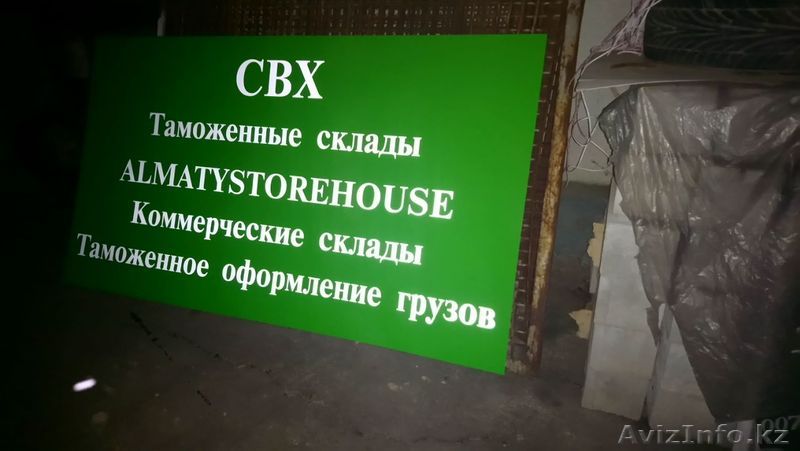 СВХ
Таможенные склады
ALMATYSTOREHOUSE
Коммерческие склады
Таможенное оформление грузов
AvizInfo.kz